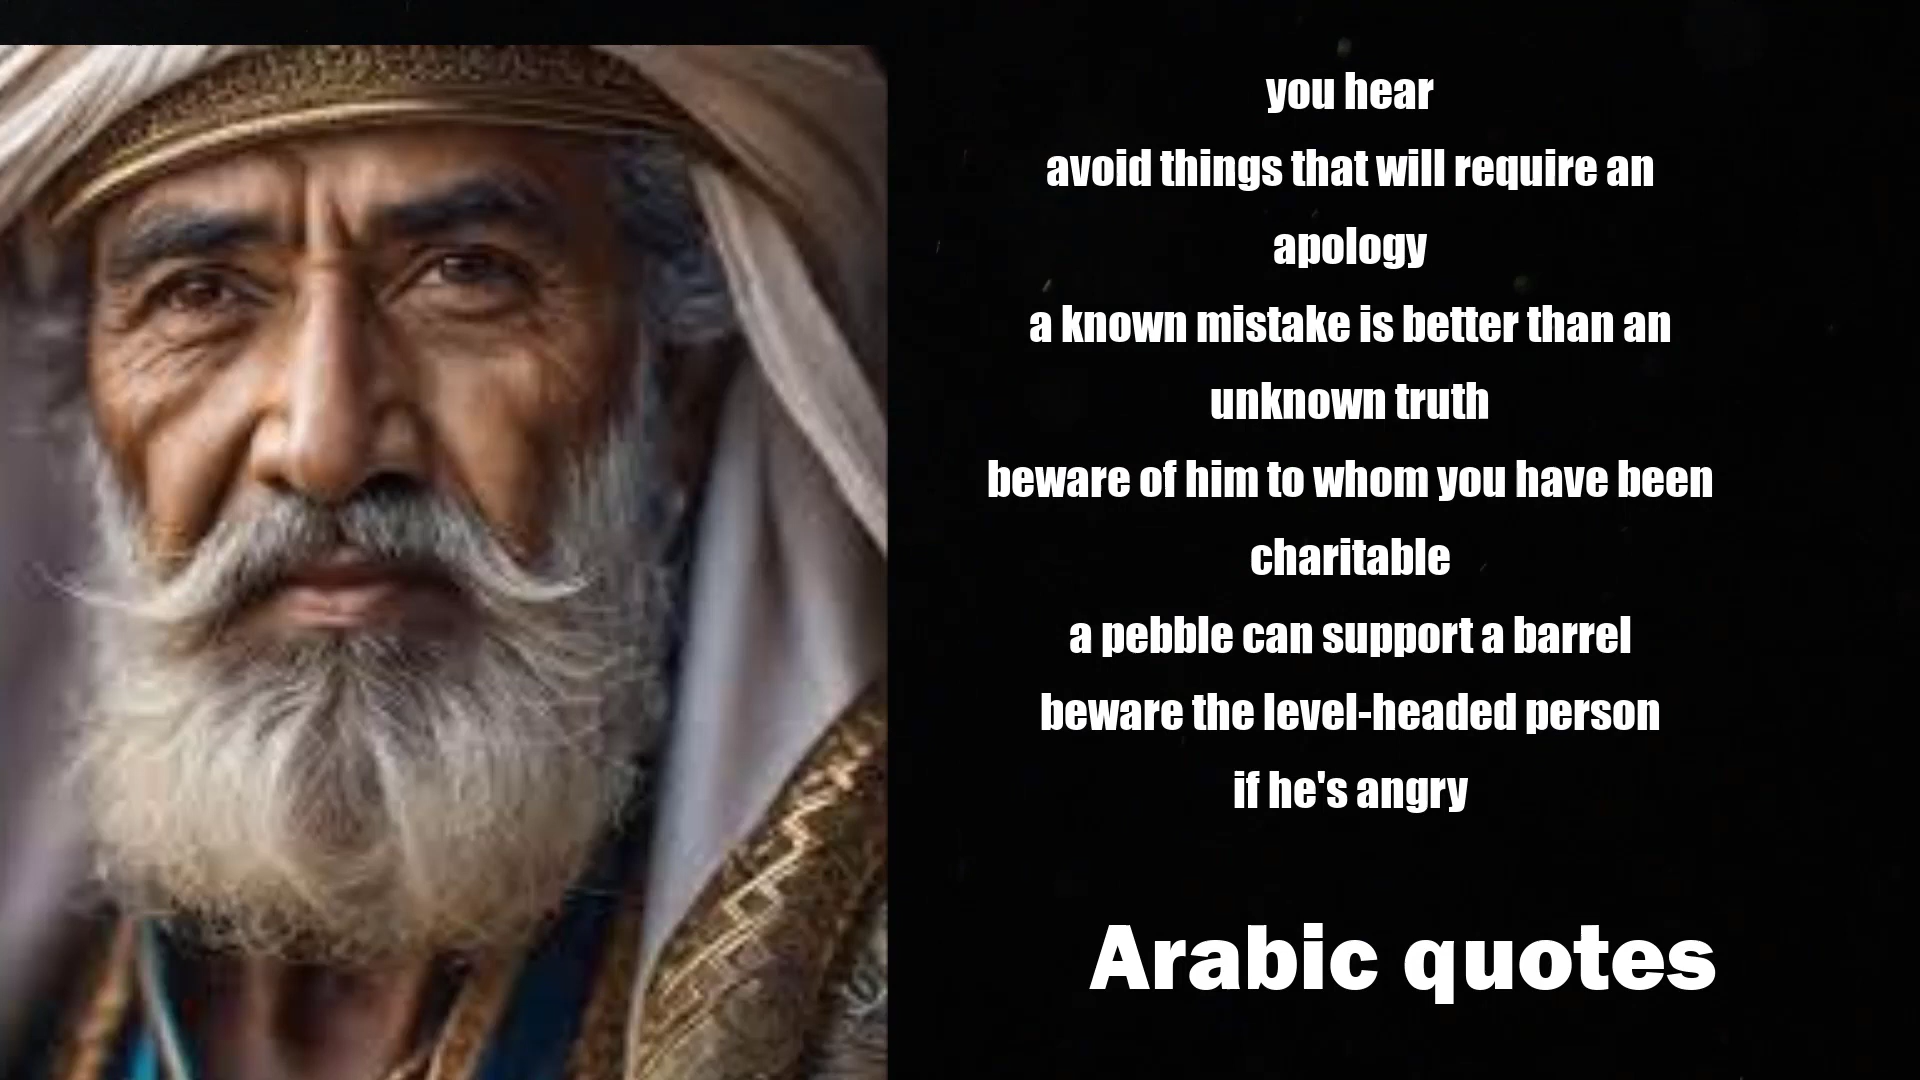 you hear
avoid things that will require an
apology
a known mistake is better than an
unknown truth
beware of him to whom you have been
charitable
a pebble can support a barrel
beware the level-headed person
if he's angry
Arabic quotes